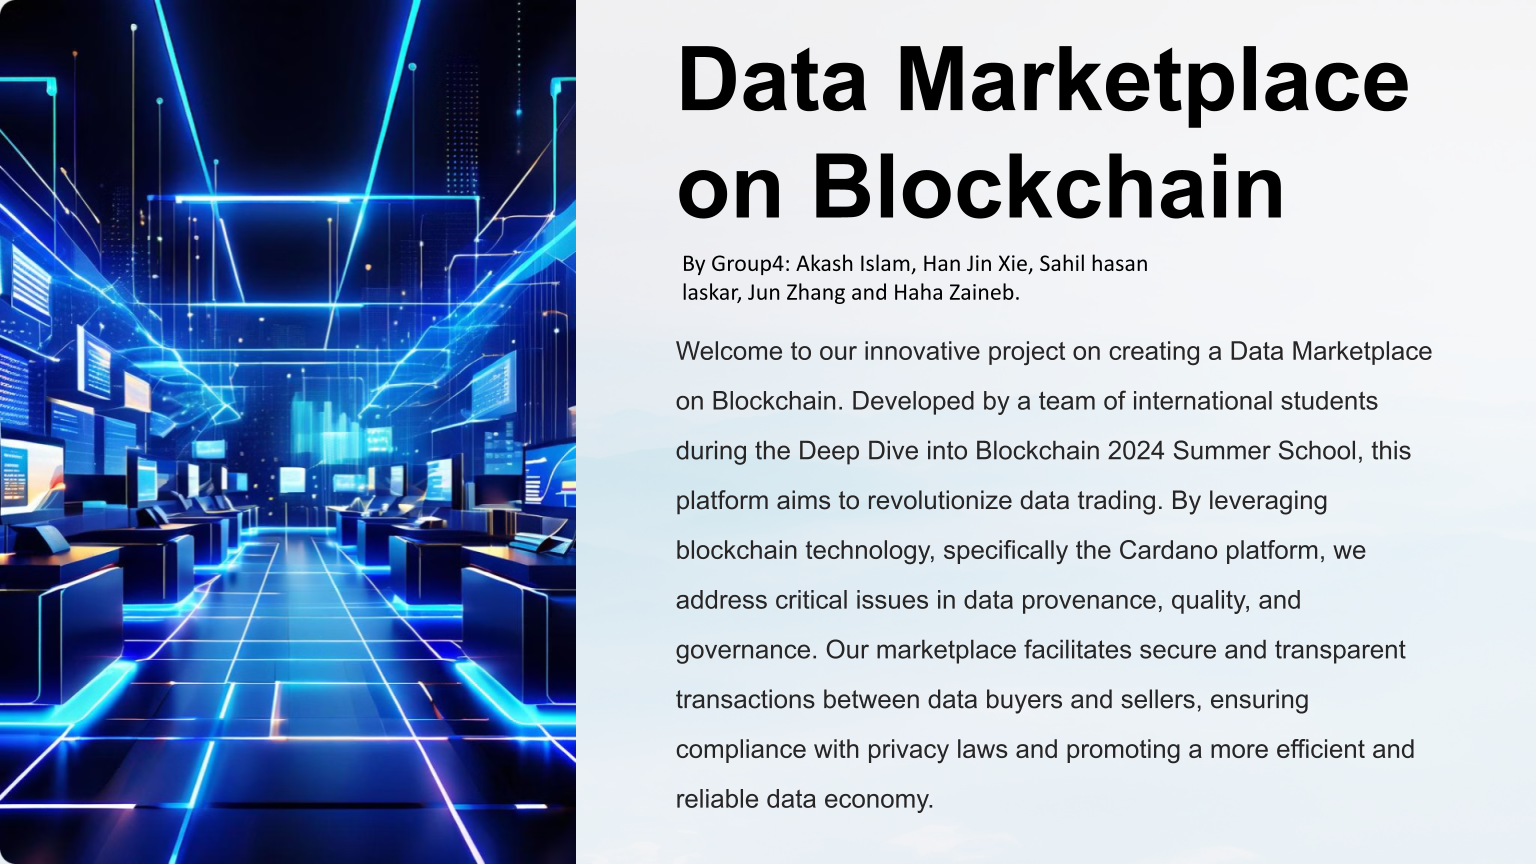 Data Marketplace
on Blockchain
By Group4: Akash Islam, Han Jin Xie, Sahil hasan
laskar, Jun Zhang and Haha Zaineb.
Welcome to our innovative project on creating a Data Marketplace
on Blockchain. Developed by a team of international students
during the Deep Dive into Blockchain 2024 Summer School, this
platform aims to revolutionize data trading. By leveraging
blockchain technology, specifically the Cardano platform, we
address critical issues in data provenance, quality, and
governance. Our marketplace facilitates secure and transparent
transactions between data buyers and sellers, ensuring
compliance with privacy laws and promoting a more efficient and
reliable data economy.